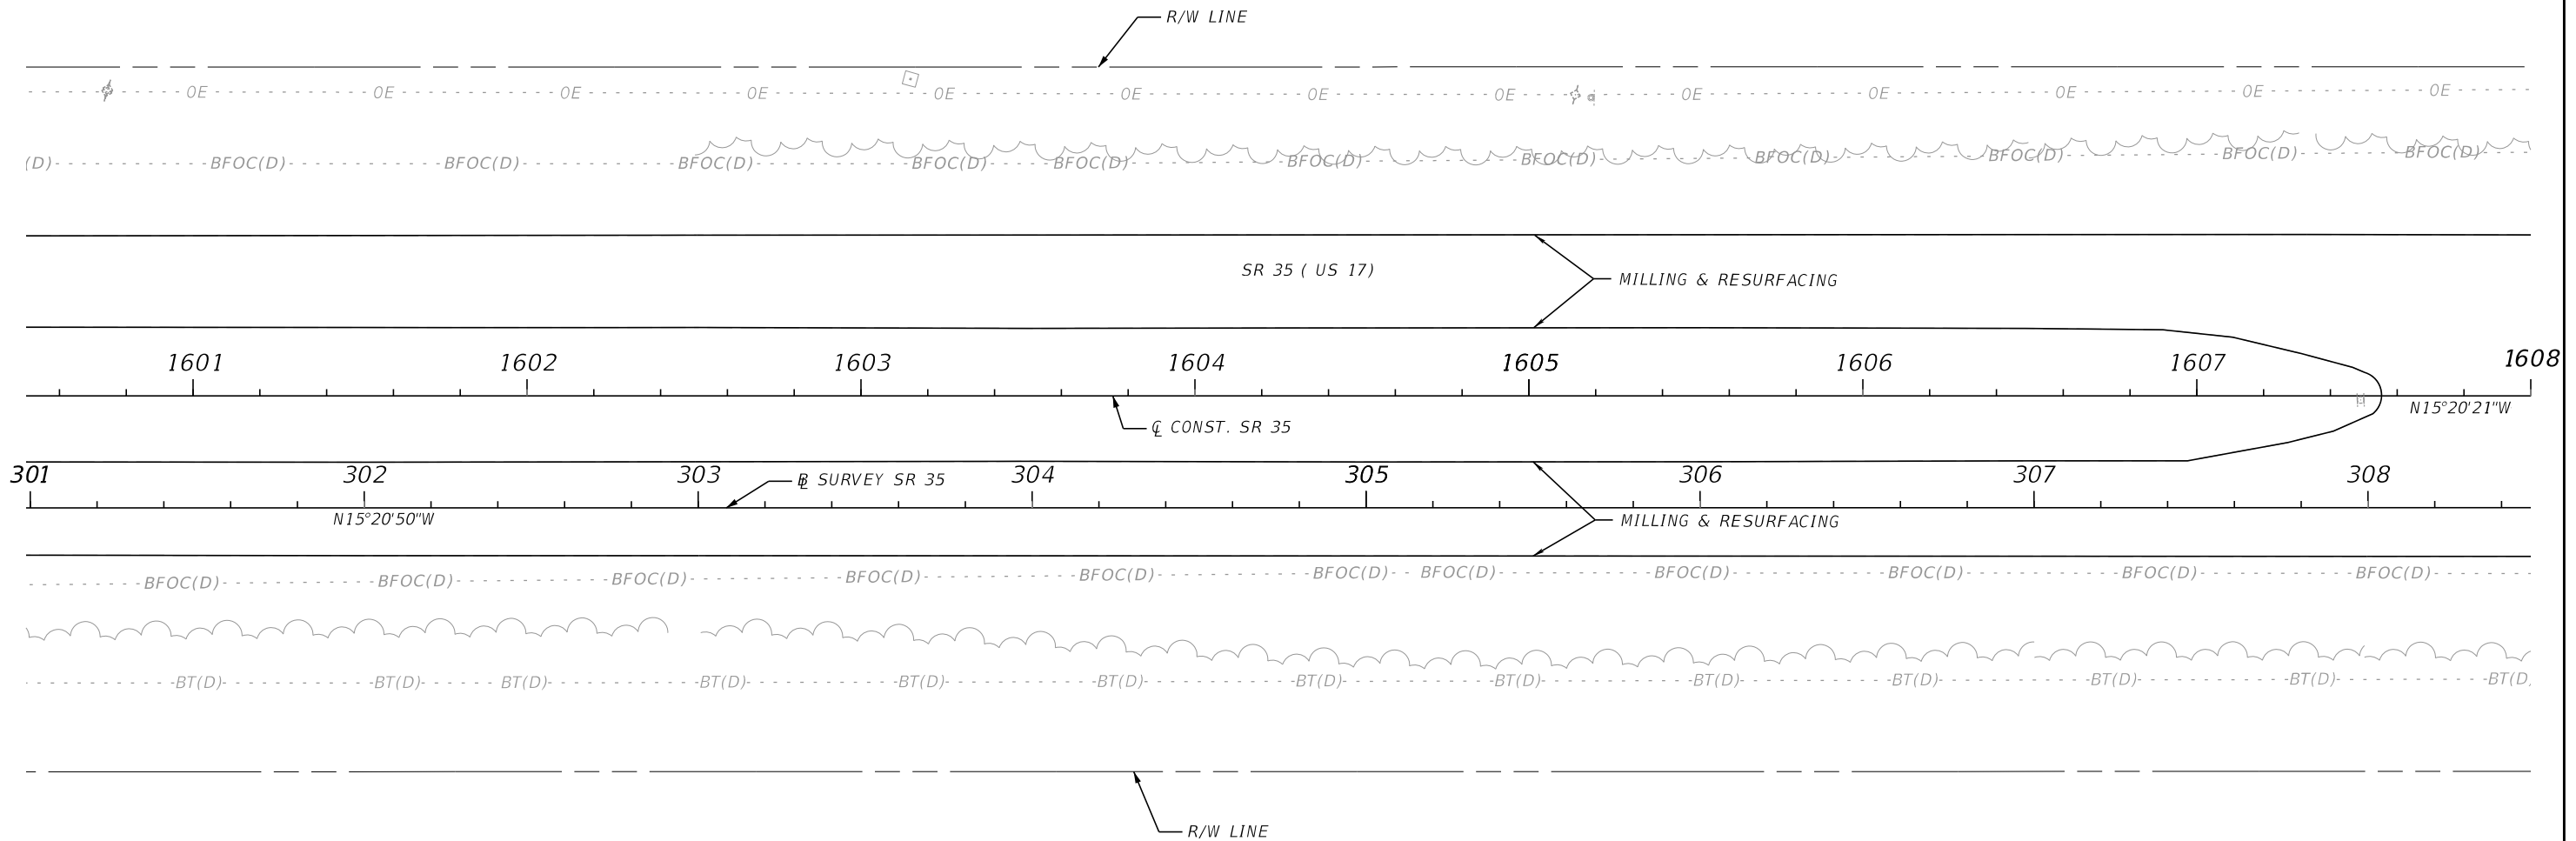 R/W LINE
OE OE OE OE OE OE OE OE OE OE OE OE OE
(D) BFOC(D) BFOC(D) BFOC(D) BFOC(D) BFOC(D) BFOC(D) BFOC(D) BFOC(D) BFOC(D) BFOC(D) BFOC(D)
SR 35 ( US 17)
MILLING & RESURFACING
1601 1602 1603 1604 1605 1606 1607 1608
N15°20'21"W
℄ CONST. SR 35
301 302 303 304 305 306 307 308
BL SURVEY SR 35
N15°20'50"W
MILLING & RESURFACING
BFOC(D) BFOC(D) BFOC(D) BFOC(D) BFOC(D) BFOC(D) BFOC(D) BFOC(D) BFOC(D) BFOC(D) BFOC(D)
BT(D) BT(D) BT(D) BT(D) BT(D) BT(D) BT(D) BT(D) BT(D) BT(D) BT(D) BT(D) BT(D
R/W LINE